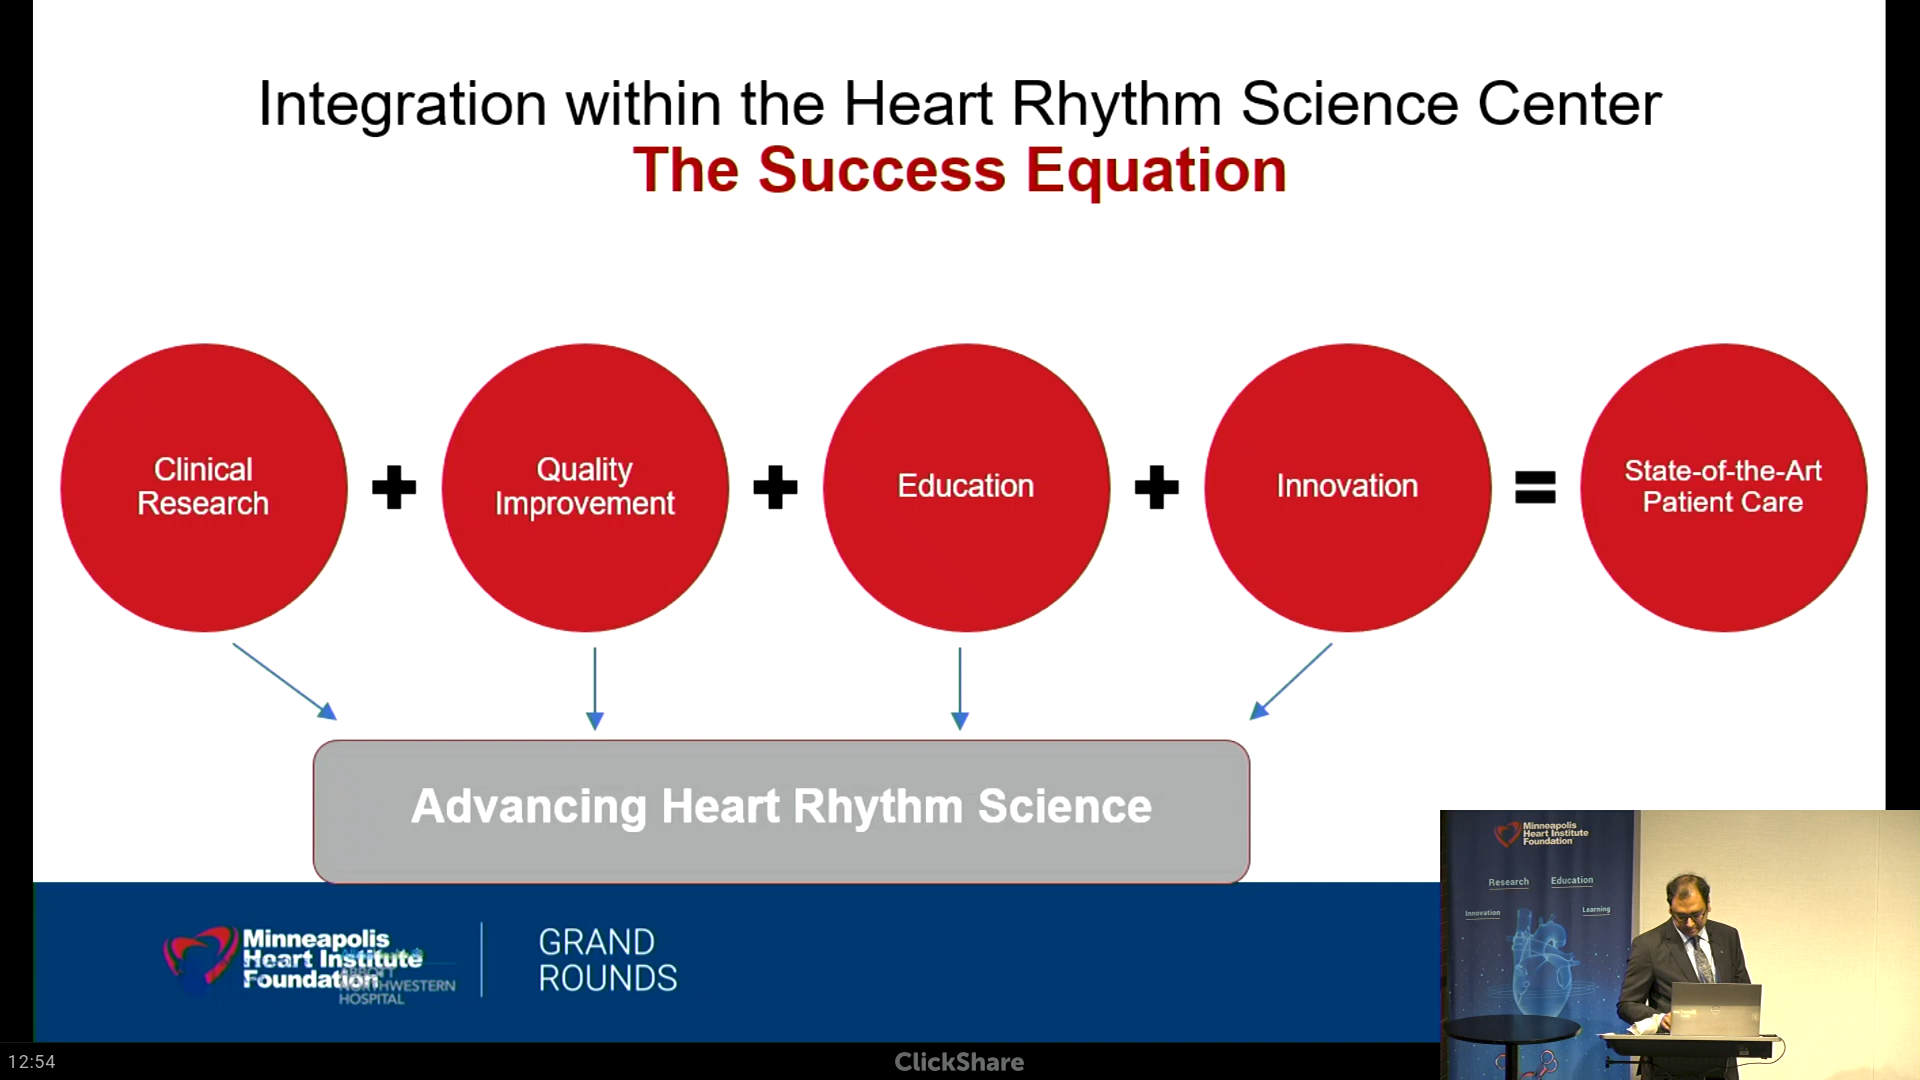 Integration within the Heart Rhythm Science Center
The Success Equation
Clinical
Research
Quality
Improvement
Education
Innovation
State-of-the-Art
Patient Care
Advancing Heart Rhythm Science
Minneapolis
Heart Institute
Foundation
ABBOTT
NORTHWESTERN
HOSPITAL
GRAND
ROUNDS
Minneapolis
Heart Institute
Foundation
Research
Education
Innovation
Learning
12:54
ClickShare